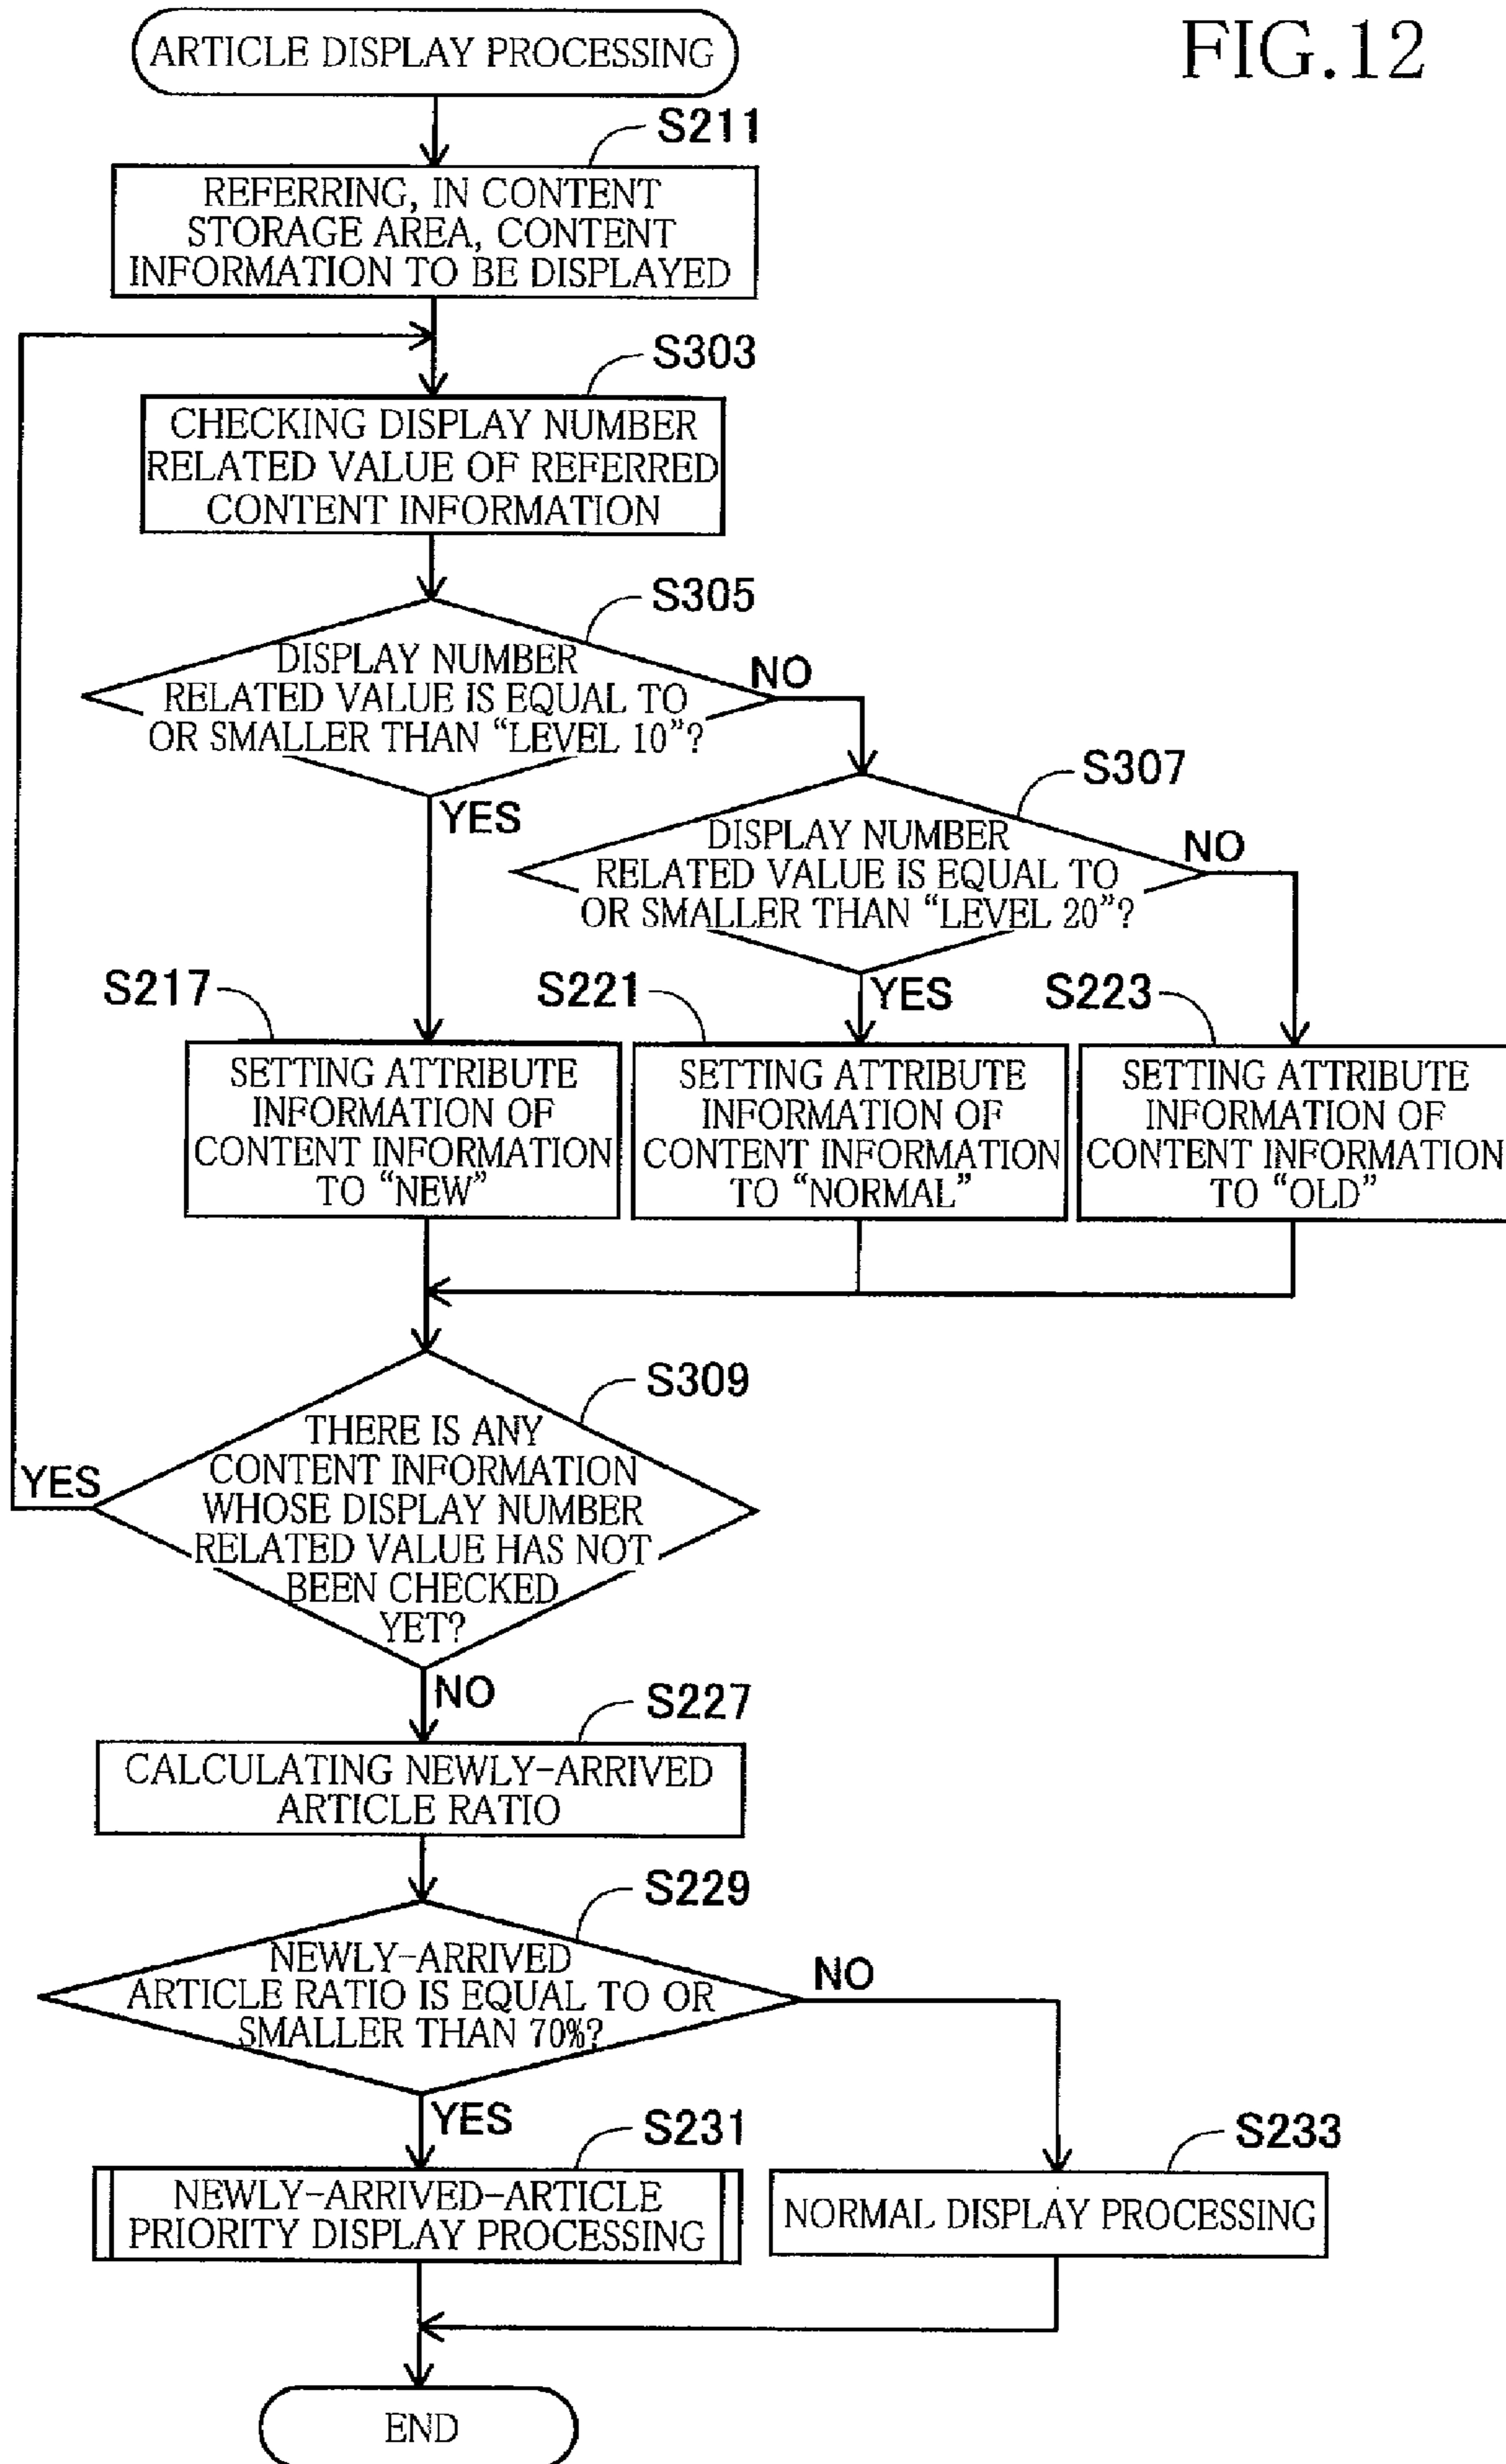 FIG.12
ARTICLE DISPLAY PROCESSING
S211
REFERRING, IN CONTENT
STORAGE AREA, CONTENT
INFORMATION TO BE DISPLAYED
S303
CHECKING DISPLAY NUMBER
RELATED VALUE OF REFERRED
CONTENT INFORMATION
S305
DISPLAY NUMBER
RELATED VALUE IS EQUAL TO
OR SMALLER THAN “LEVEL 10”?
NO
YES
S307
DISPLAY NUMBER
RELATED VALUE IS EQUAL TO
OR SMALLER THAN “LEVEL 20”?
NO
YES
S217
SETTING ATTRIBUTE
INFORMATION OF
CONTENT INFORMATION
TO “NEW”
S221
SETTING ATTRIBUTE
INFORMATION OF
CONTENT INFORMATION
TO “NORMAL”
S223
SETTING ATTRIBUTE
INFORMATION OF
CONTENT INFORMATION
TO “OLD”
S309
THERE IS ANY
CONTENT INFORMATION
WHOSE DISPLAY NUMBER
RELATED VALUE HAS NOT
BEEN CHECKED
YET?
YES
NO
S227
CALCULATING NEWLY-ARRIVED
ARTICLE RATIO
S229
NEWLY-ARRIVED
ARTICLE RATIO IS EQUAL TO OR
SMALLER THAN 70%?
NO
YES
S231
NEWLY-ARRIVED-ARTICLE
PRIORITY DISPLAY PROCESSING
S233
NORMAL DISPLAY PROCESSING
END